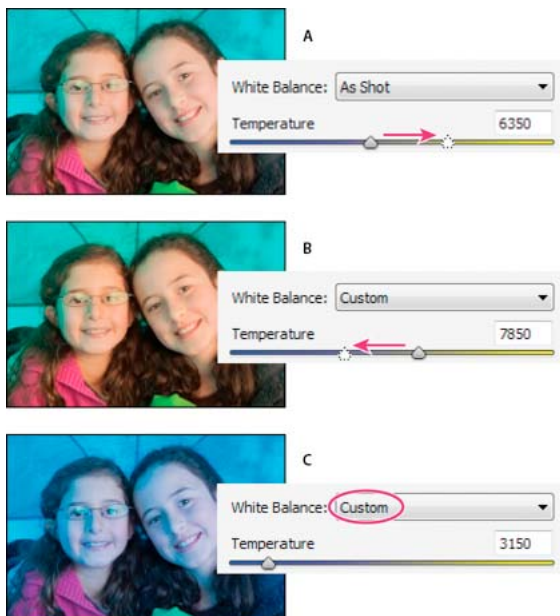 A
White Balance: As Shot
Temperature 6350
B
White Balance: Custom
Temperature 7850
C
White Balance: Custom
Temperature 3150